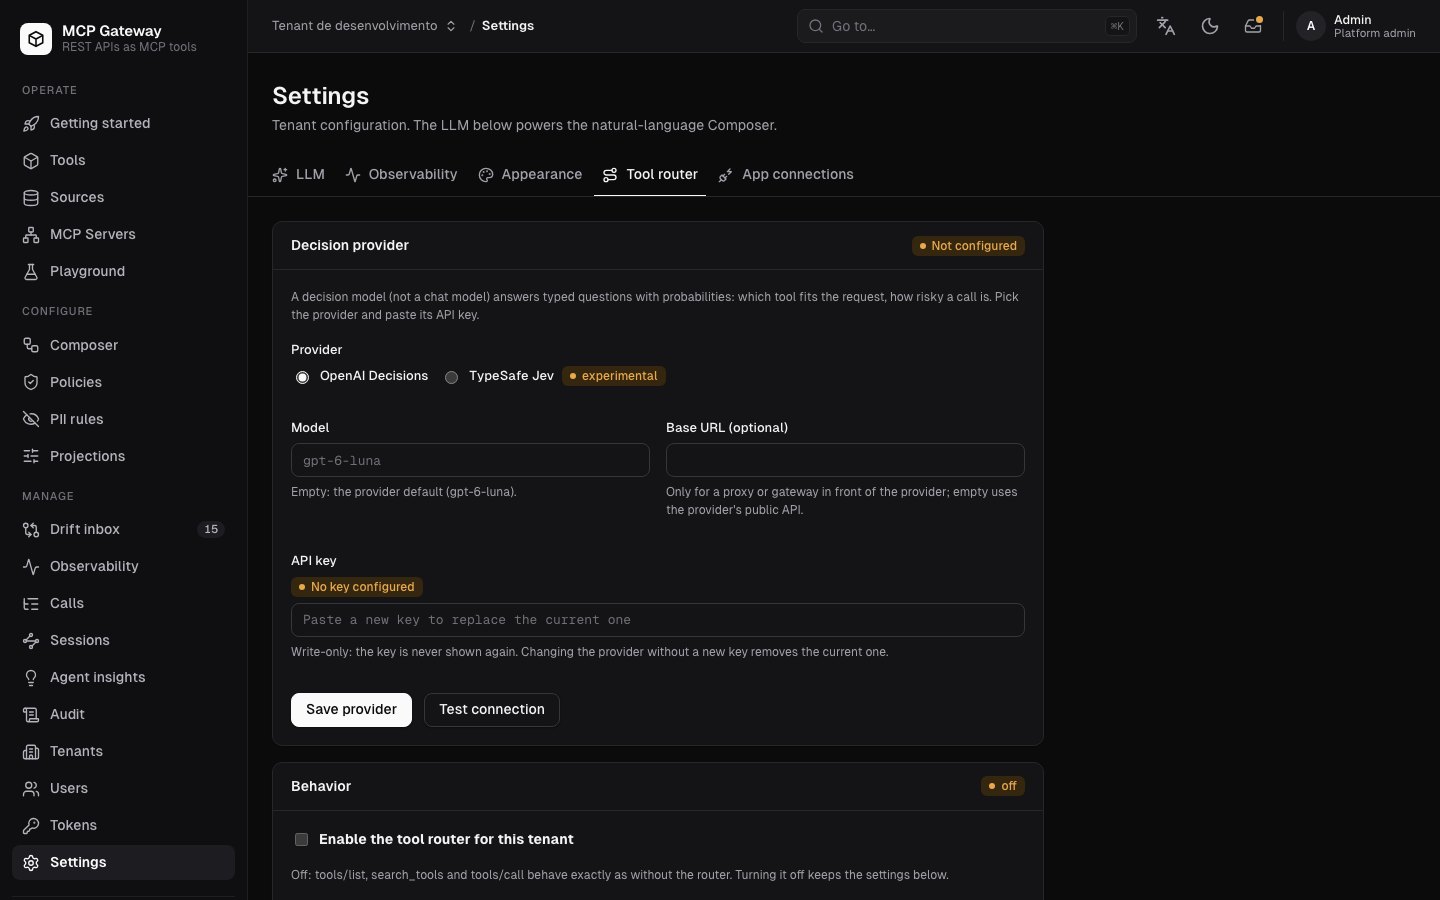 MCP Gateway
REST APIs as MCP tools
OPERATE
Getting started
Tools
Sources
MCP Servers
Playground
CONFIGURE
Composer
Policies
PII rules
Projections
MANAGE
Drift inbox 15
Observability
Calls
Sessions
Agent insights
Audit
Tenants
Users
Tokens
Settings
Tenant de desenvolvimento / Settings
Go to... ⌘K
A
Admin
Platform admin
Settings
Tenant configuration. The LLM below powers the natural-language Composer.
LLM Observability Appearance Tool router App connections
Decision provider Not configured
A decision model (not a chat model) answers typed questions with probabilities: which tool fits the request, how risky a call is. Pick
the provider and paste its API key.
Provider
OpenAI Decisions TypeSafe Jev experimental
Model Base URL (optional)
gpt-6-luna
Empty: the provider default (gpt-6-luna). Only for a proxy or gateway in front of the provider; empty uses
the provider's public API.
API key
No key configured
Paste a new key to replace the current one
Write-only: the key is never shown again. Changing the provider without a new key removes the current one.
Save provider Test connection
Behavior off
Enable the tool router for this tenant
Off: tools/list, search_tools and tools/call behave exactly as without the router. Turning it off keeps the settings below.